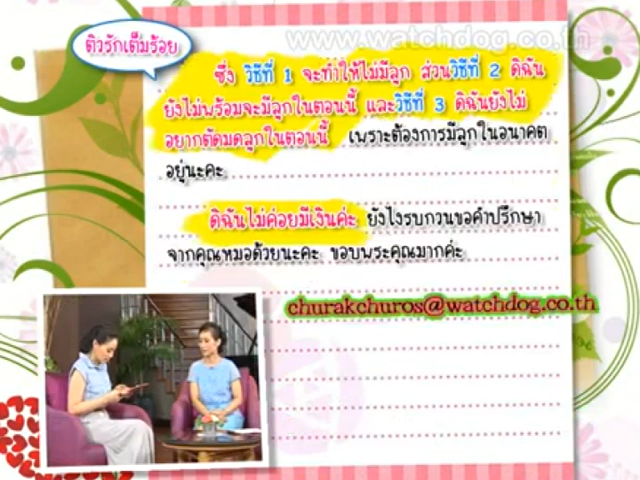 www.watchdog.co.th
ติวรักเต็มร้อย
ซึ่ง วิธีที่ 1 จะทำให้ไม่มีลูก ส่วนวิธีที่ 2 ดิฉัน
ยังไม่พร้อมจะมีลูกในตอนนี้ และวิธีที่ 3 ดิฉันยังไม่
อยากตัดมดลูกในตอนนี้ เพราะต้องการมีลูกในอนาคต
อยู่นะคะ
ดิฉันไม่ค่อยมีเงินค่ะ ยังไงรบกวนขอคำปรึกษา
จากคุณหมอด้วยนะคะ ขอบพระคุณมากค่ะ
churakchuros@watchdog.co.th